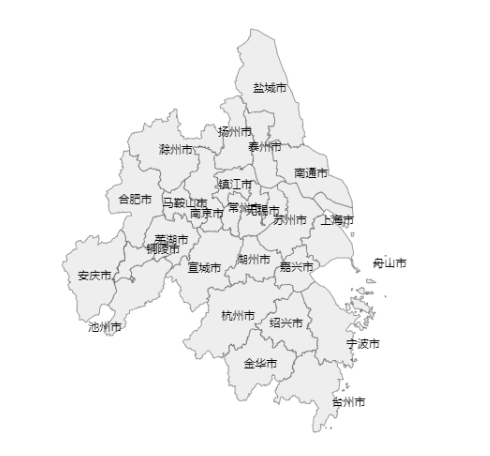 盐城市
扬州市
泰州市
滁州市
南通市
镇江市
合肥市
马鞍山市
常州市
无锡市
南京市
苏州市
上海市
芜湖市
铜陵市
湖州市
舟山市
宣城市
嘉兴市
安庆市
杭州市
绍兴市
池州市
宁波市
金华市
台州市